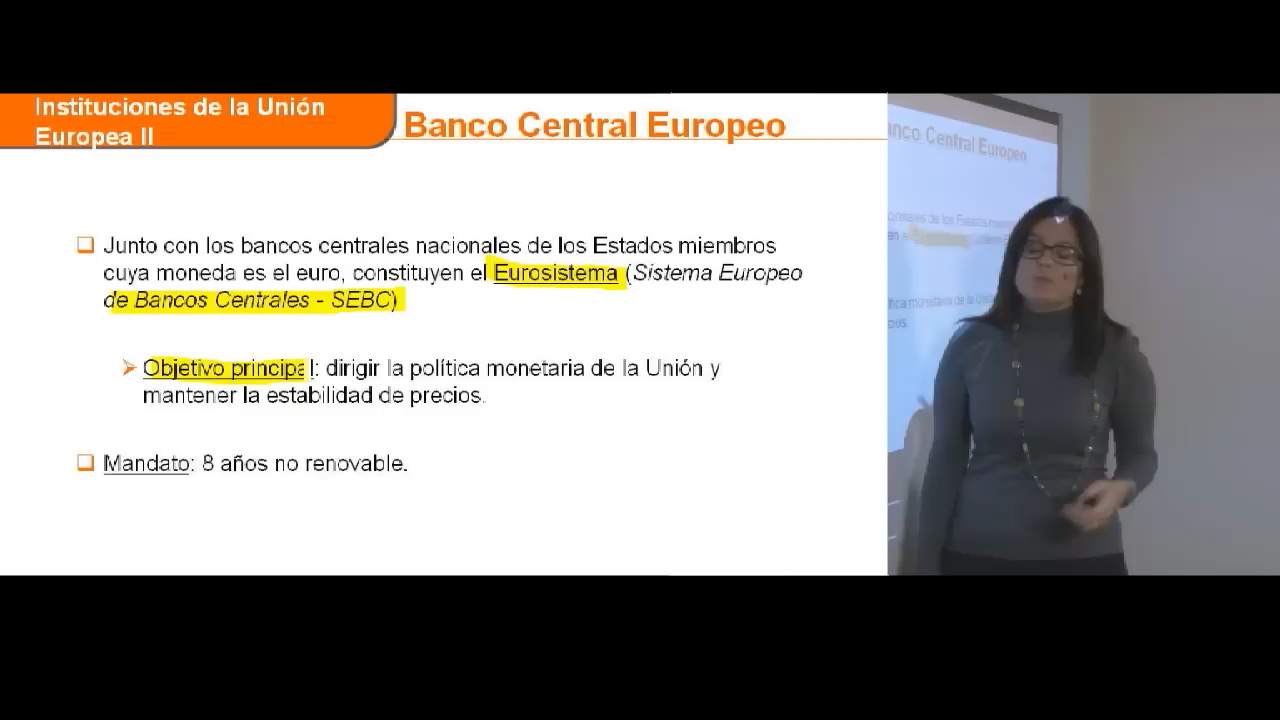 Instituciones de la Unión
Europea II
Banco Central Europeo
Junto con los bancos centrales nacionales de los Estados miembros
cuya moneda es el euro, constituyen el Eurosistema (Sistema Europeo
de Bancos Centrales - SEBC)
Objetivo principal: dirigir la política monetaria de la Unión y
mantener la estabilidad de precios.
Mandato: 8 años no renovable.
Central Europeo